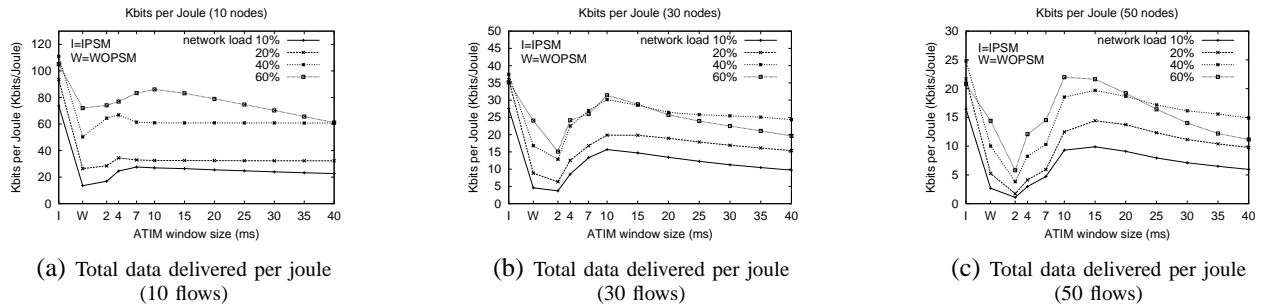 Kbits per Joule (10 nodes)
Kbits per Joule (Kbits/Joule)
120
100
80
60
40
20
0
I=IPSM
W=WOPSM
network load 10%
20%
40%
60%
I W 2 4 7 10 15 20 25 30 35 40
ATIM window size (ms)
(a) Total data delivered per joule
(10 flows)
Kbits per Joule (30 nodes)
Kbits per Joule (Kbits/Joule)
50
45
40
35
30
25
20
15
10
5
0
I=IPSM
W=WOPSM
network load 10%
20%
40%
60%
I W 2 4 7 10 15 20 25 30 35 40
ATIM window size (ms)
(b) Total data delivered per joule
(30 flows)
Kbits per Joule (50 nodes)
Kbits per Joule (Kbits/Joule)
30
25
20
15
10
5
0
I=IPSM
W=WOPSM
network load 10%
20%
40%
60%
I W 2 4 7 10 15 20 25 30 35 40
ATIM window size (ms)
(c) Total data delivered per joule
(50 flows)